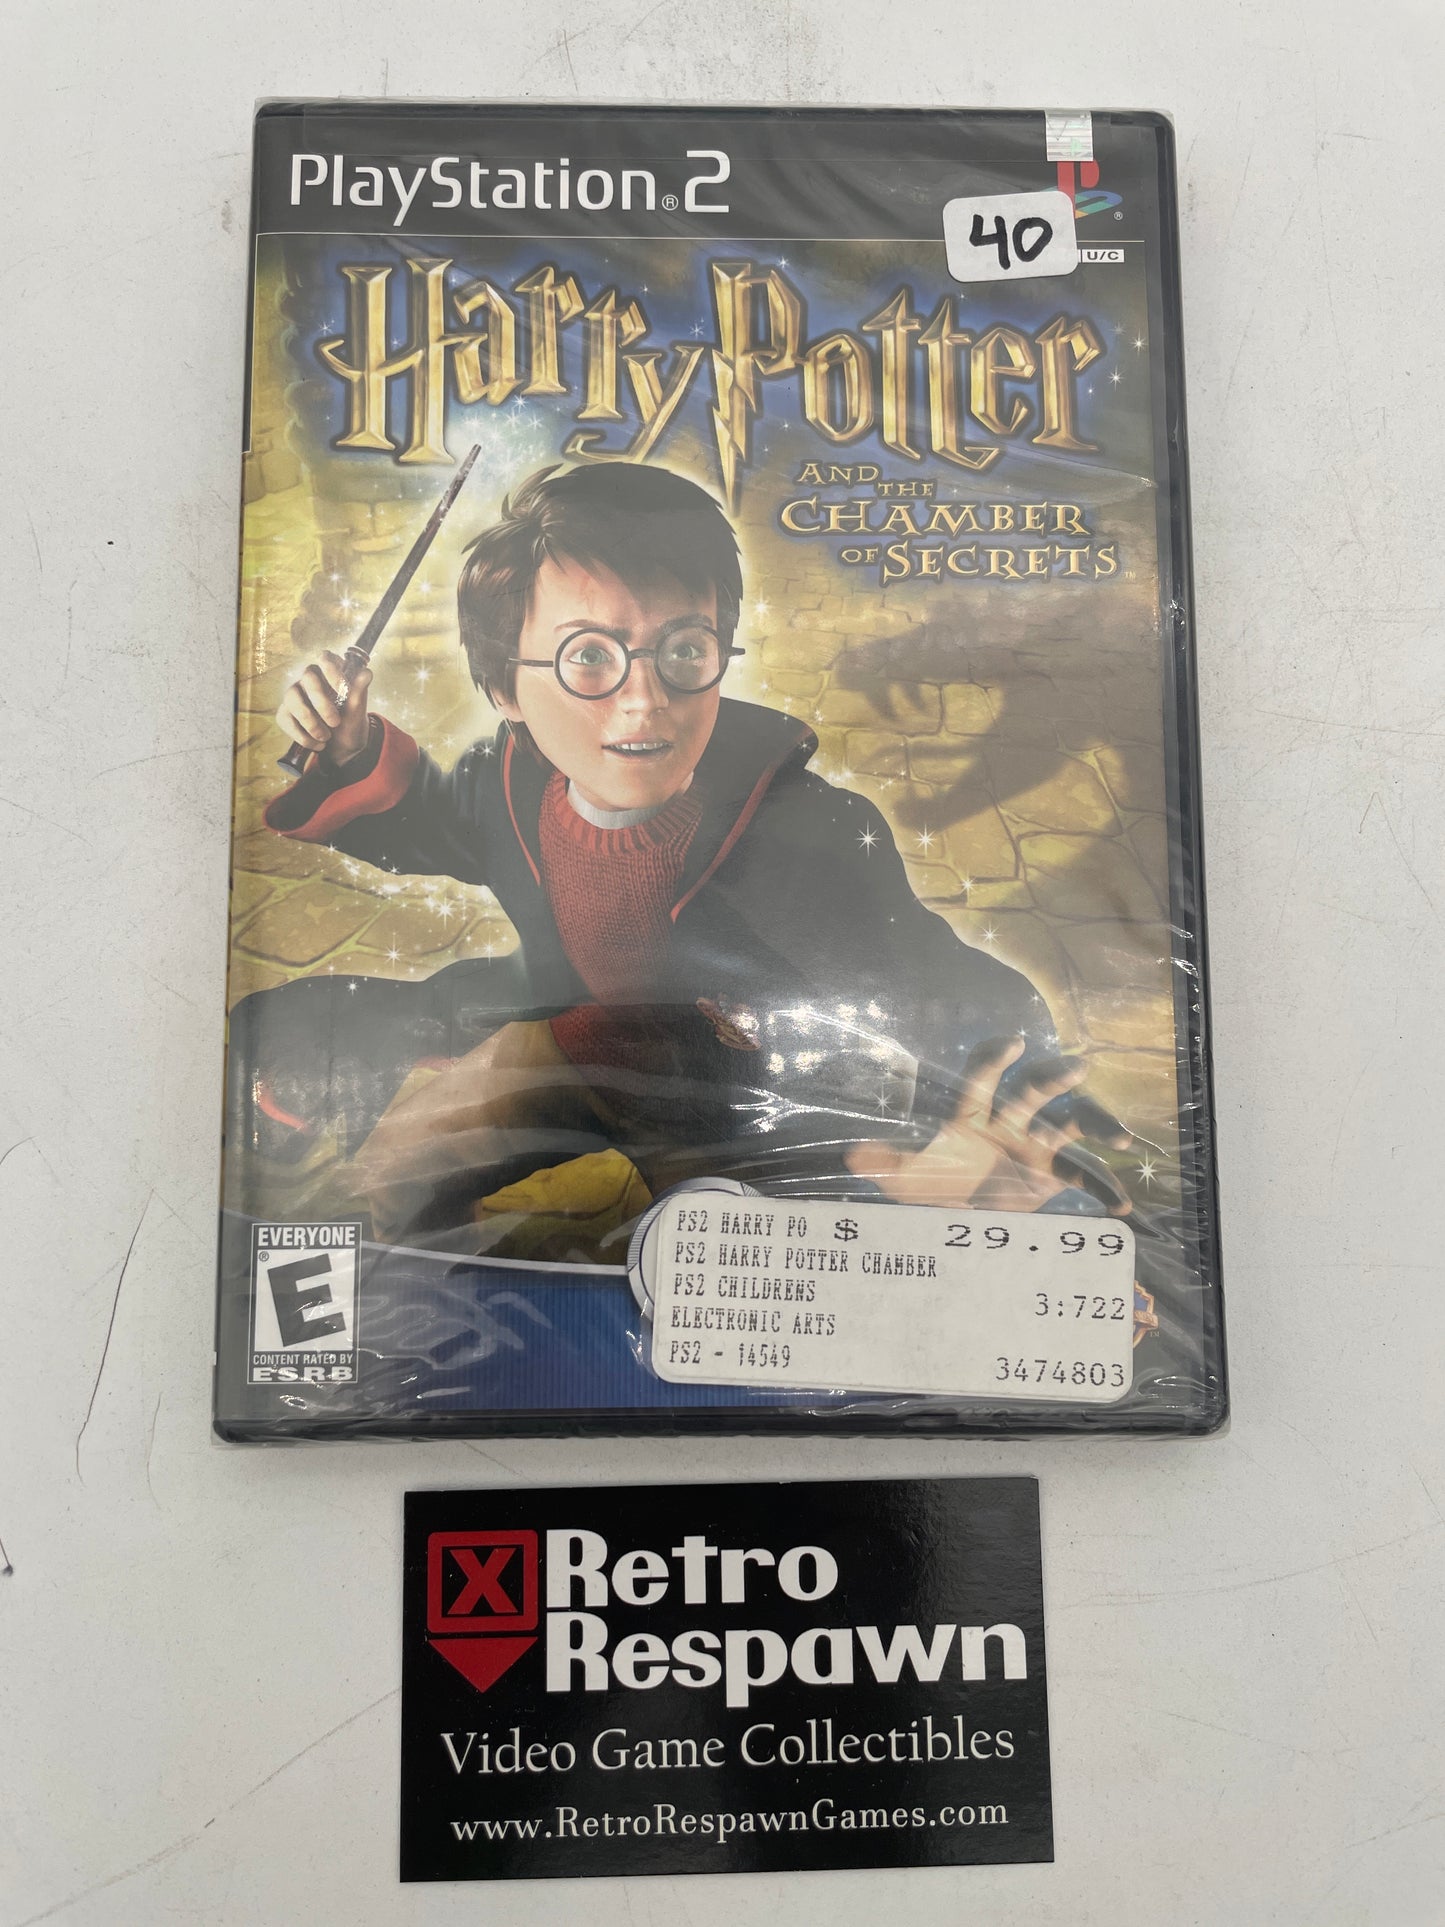 PlayStation®2
40
®
U/C
Harry Potter
AND THE
CHAMBER
OF SECRETS™
EVERYONE
®
E
CONTENT RATED BY
ESRB
PS2 HARRY PO $ 29.99
PS2 HARRY POTTER CHAMBER
PS2 CHILDRENS
3:722
ELECTRONIC ARTS
PS2 - 14549
3474803
TM
X Retro
Respawn
Video Game Collectibles
www.RetroRespawnGames.com